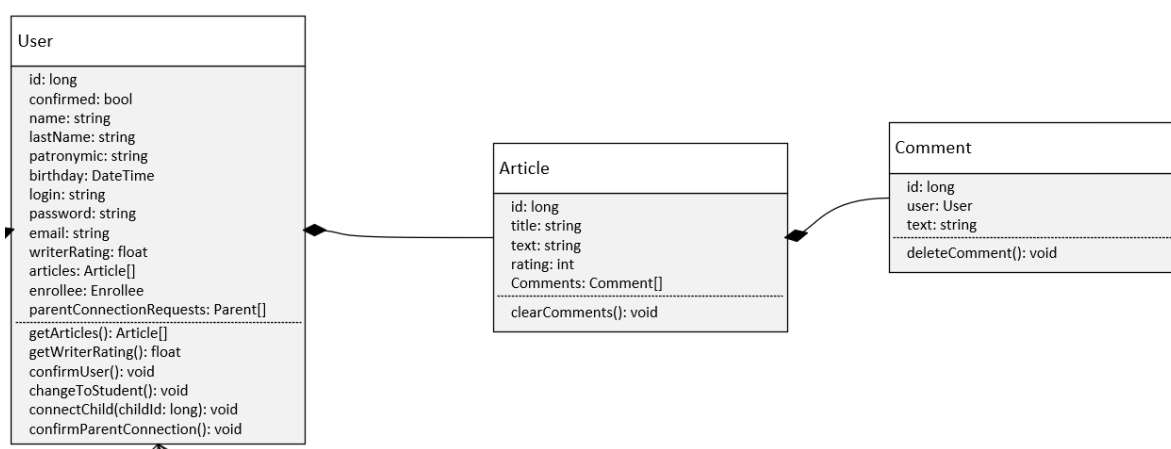 User
id: long
confirmed: bool
name: string
lastName: string
patronymic: string
birthday: DateTime
login: string
password: string
email: string
writerRating: float
articles: Article[]
enrollee: Enrollee
parentConnectionRequests: Parent[]
getArticles(): Article[]
getWriterRating(): float
confirmUser(): void
changeToStudent(): void
connectChild(childId: long): void
confirmParentConnection(): void
Article
id: long
title: string
text: string
rating: int
Comments: Comment[]
clearComments(): void
Comment
id: long
user: User
text: string
deleteComment(): void